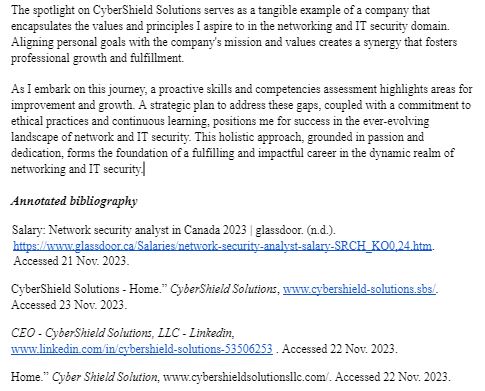 The spotlight on CyberShield Solutions serves as a tangible example of a company that
encapsulates the values and principles I aspire to in the networking and IT security domain.
Aligning personal goals with the company's mission and values creates a synergy that fosters
professional growth and fulfillment.
As I embark on this journey, a proactive skills and competencies assessment highlights areas for
improvement and growth. A strategic plan to address these gaps, coupled with a commitment to
ethical practices and continuous learning, positions me for success in the ever-evolving
landscape of network and IT security. This holistic approach, grounded in passion and
dedication, forms the foundation of a fulfilling and impactful career in the dynamic realm of
networking and IT security.
Annotated bibliography
Salary: Network security analyst in Canada 2023 | glassdoor. (n.d.).
https://www.glassdoor.ca/Salaries/network-security-analyst-salary-SRCH_KO0,24.htm.
Accessed 21 Nov. 2023.
CyberShield Solutions - Home.” CyberShield Solutions, www.cybershield-solutions.sbs/.
Accessed 23 Nov. 2023.
CEO - CyberShield Solutions, LLC - Linkedin,
www.linkedin.com/in/cybershield-solutions-53506253 . Accessed 22 Nov. 2023.
Home.” Cyber Shield Solution, www.cybershieldsolutionsllc.com/. Accessed 22 Nov. 2023.